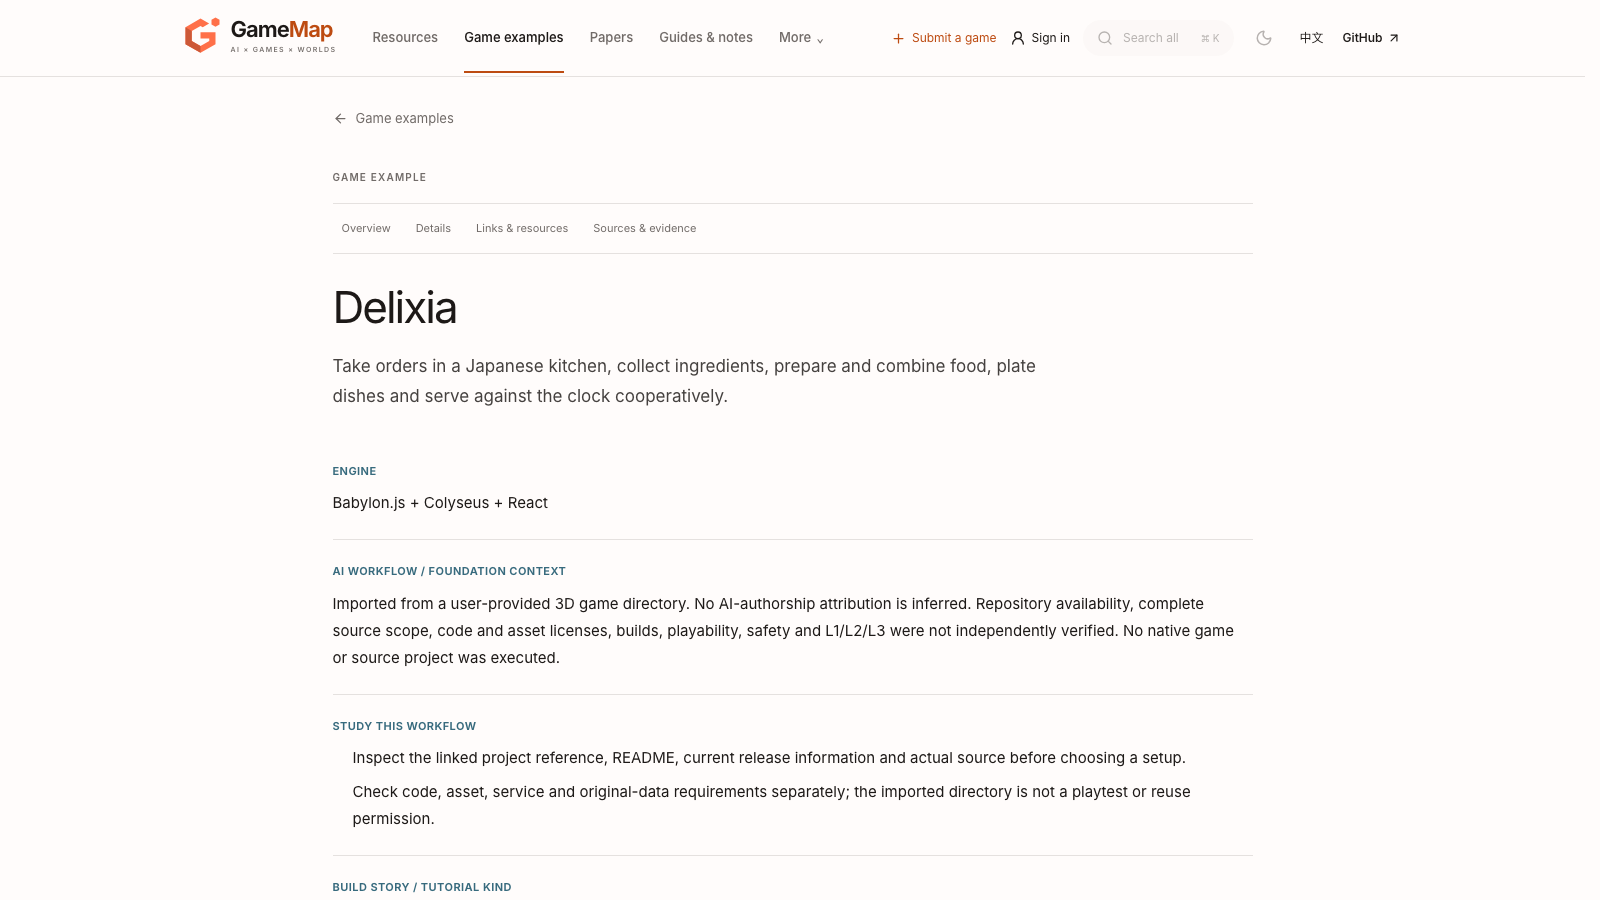 GameMap
AI × GAMES × WORLDS
Resources
Game examples
Papers
Guides & notes
More
Submit a game
Sign in
Search all
⌘ K
中文
GitHub
Game examples
GAME EXAMPLE
Overview
Details
Links & resources
Sources & evidence
Delixia
Take orders in a Japanese kitchen, collect ingredients, prepare and combine food, plate
dishes and serve against the clock cooperatively.
ENGINE
Babylon.js + Colyseus + React
AI WORKFLOW / FOUNDATION CONTEXT
Imported from a user-provided 3D game directory. No AI-authorship attribution is inferred. Repository availability, complete
source scope, code and asset licenses, builds, playability, safety and L1/L2/L3 were not independently verified. No native game
or source project was executed.
STUDY THIS WORKFLOW
Inspect the linked project reference, README, current release information and actual source before choosing a setup.
Check code, asset, service and original-data requirements separately; the imported directory is not a playtest or reuse
permission.
BUILD STORY / TUTORIAL KIND